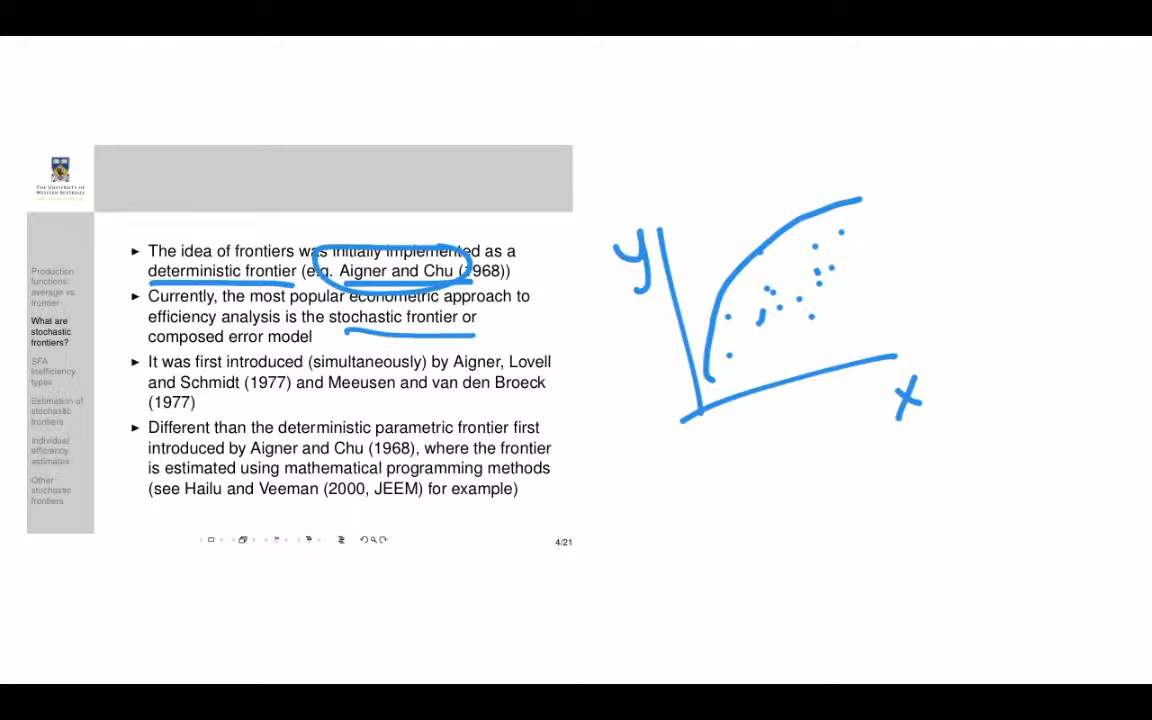 THE UNIVERSITY OF
WESTERN AUSTRALIA
Production
functions:
average vs
frontier
What are
stochastic
frontiers?
SFA
inefficiency
types
Estimation of
stochastic
frontiers
Individual
efficiency
estimates
Other
stochastic
frontiers
► The idea of frontiers was initially implemented as a
deterministic frontier (e.g. Aigner and Chu (1968))
► Currently, the most popular econometric approach to
efficiency analysis is the stochastic frontier or
composed error model
► It was first introduced (simultaneously) by Aigner, Lovell
and Schmidt (1977) and Meeusen and van den Broeck
(1977)
► Different than the deterministic parametric frontier first
introduced by Aigner and Chu (1968), where the frontier
is estimated using mathematical programming methods
(see Hailu and Veeman (2000, JEEM) for example)
4/21
y
x